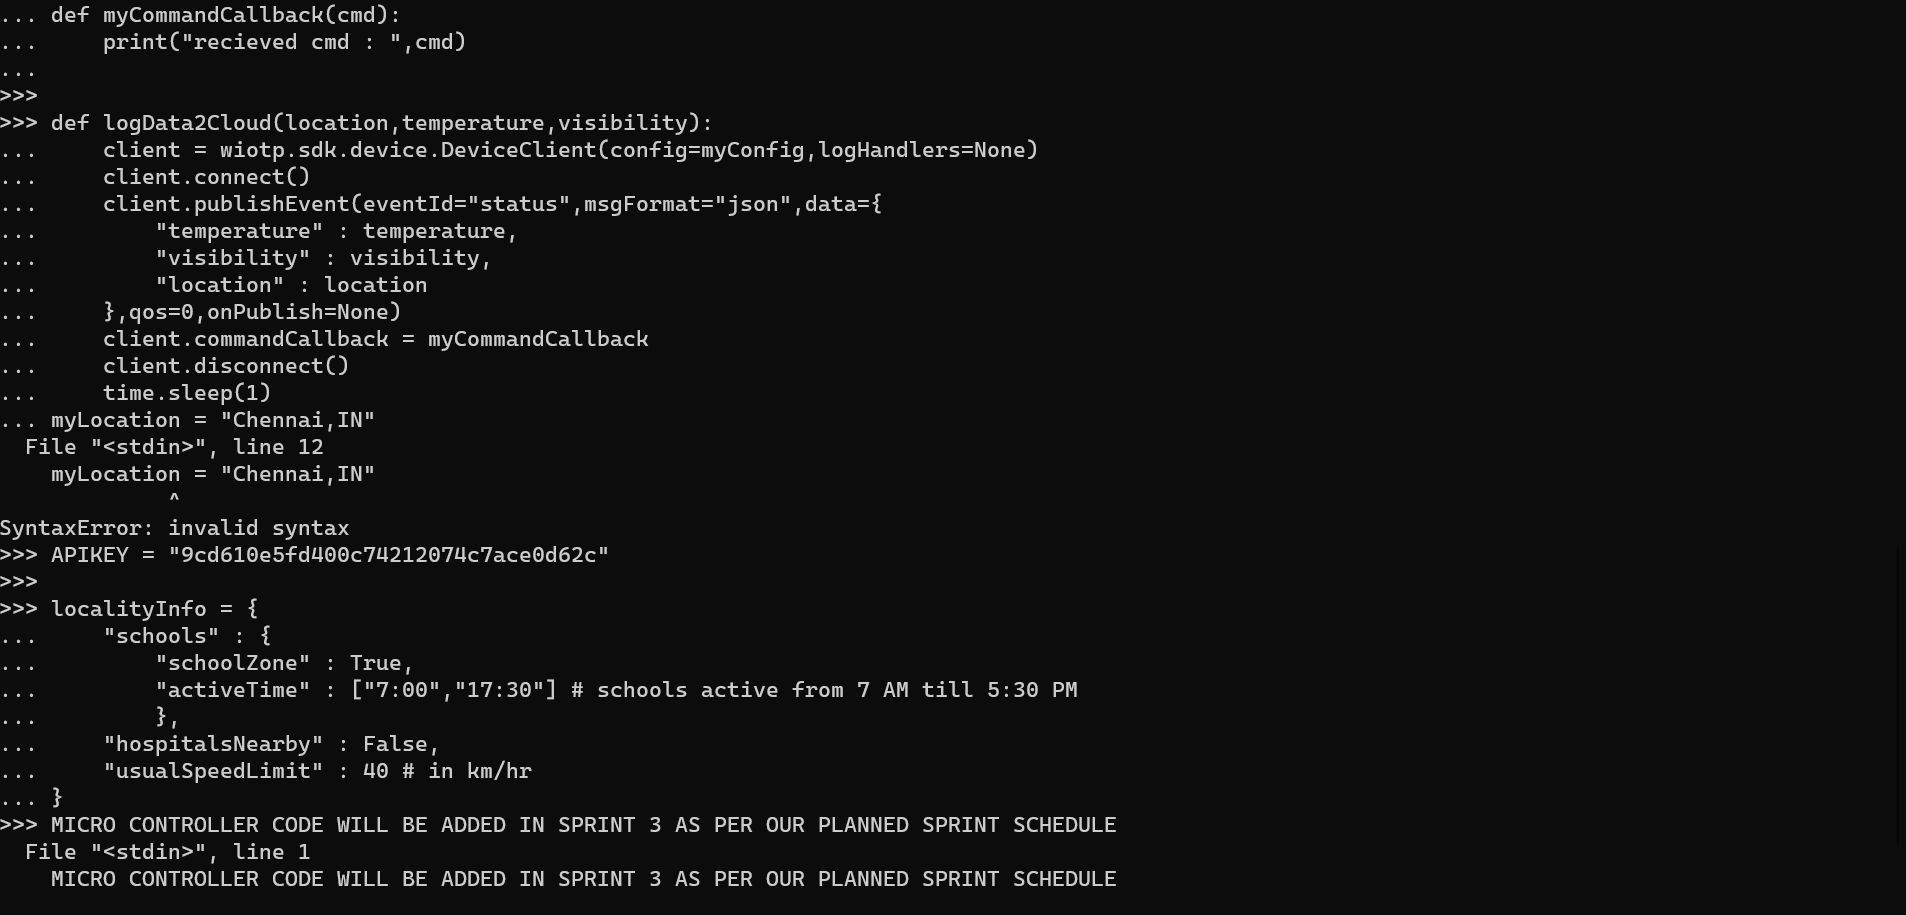 ... def myCommandCallback(cmd):
...     print("recieved cmd : ",cmd)
...
>>>
>>> def logData2Cloud(location,temperature,visibility):
...     client = wiotp.sdk.device.DeviceClient(config=myConfig,logHandlers=None)
...     client.connect()
...     client.publishEvent(eventId="status",msgFormat="json",data={
...         "temperature" : temperature,
...         "visibility" : visibility,
...         "location" : location
...     },qos=0,onPublish=None)
...     client.commandCallback = myCommandCallback
...     client.disconnect()
...     time.sleep(1)
... myLocation = "Chennai,IN"
  File "<stdin>", line 12
    myLocation = "Chennai,IN"
             ^
SyntaxError: invalid syntax
>>> APIKEY = "9cd610e5fd400c74212074c7ace0d62c"
>>>
>>> localityInfo = {
...     "schools" : {
...         "schoolZone" : True,
...         "activeTime" : ["7:00","17:30"] # schools active from 7 AM till 5:30 PM
...         },
...     "hospitalsNearby" : False,
...     "usualSpeedLimit" : 40 # in km/hr
... }
>>> MICRO CONTROLLER CODE WILL BE ADDED IN SPRINT 3 AS PER OUR PLANNED SPRINT SCHEDULE
  File "<stdin>", line 1
    MICRO CONTROLLER CODE WILL BE ADDED IN SPRINT 3 AS PER OUR PLANNED SPRINT SCHEDULE